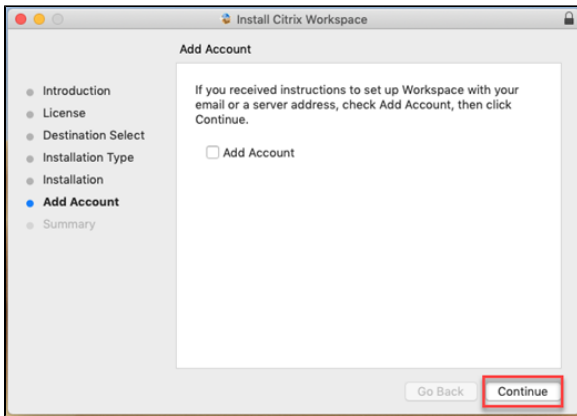 Install Citrix Workspace
Add Account
Introduction
License
Destination Select
Installation Type
Installation
Add Account
Summary
If you received instructions to set up Workspace with your
email or a server address, check Add Account, then click
Continue.
Add Account
Go Back Continue